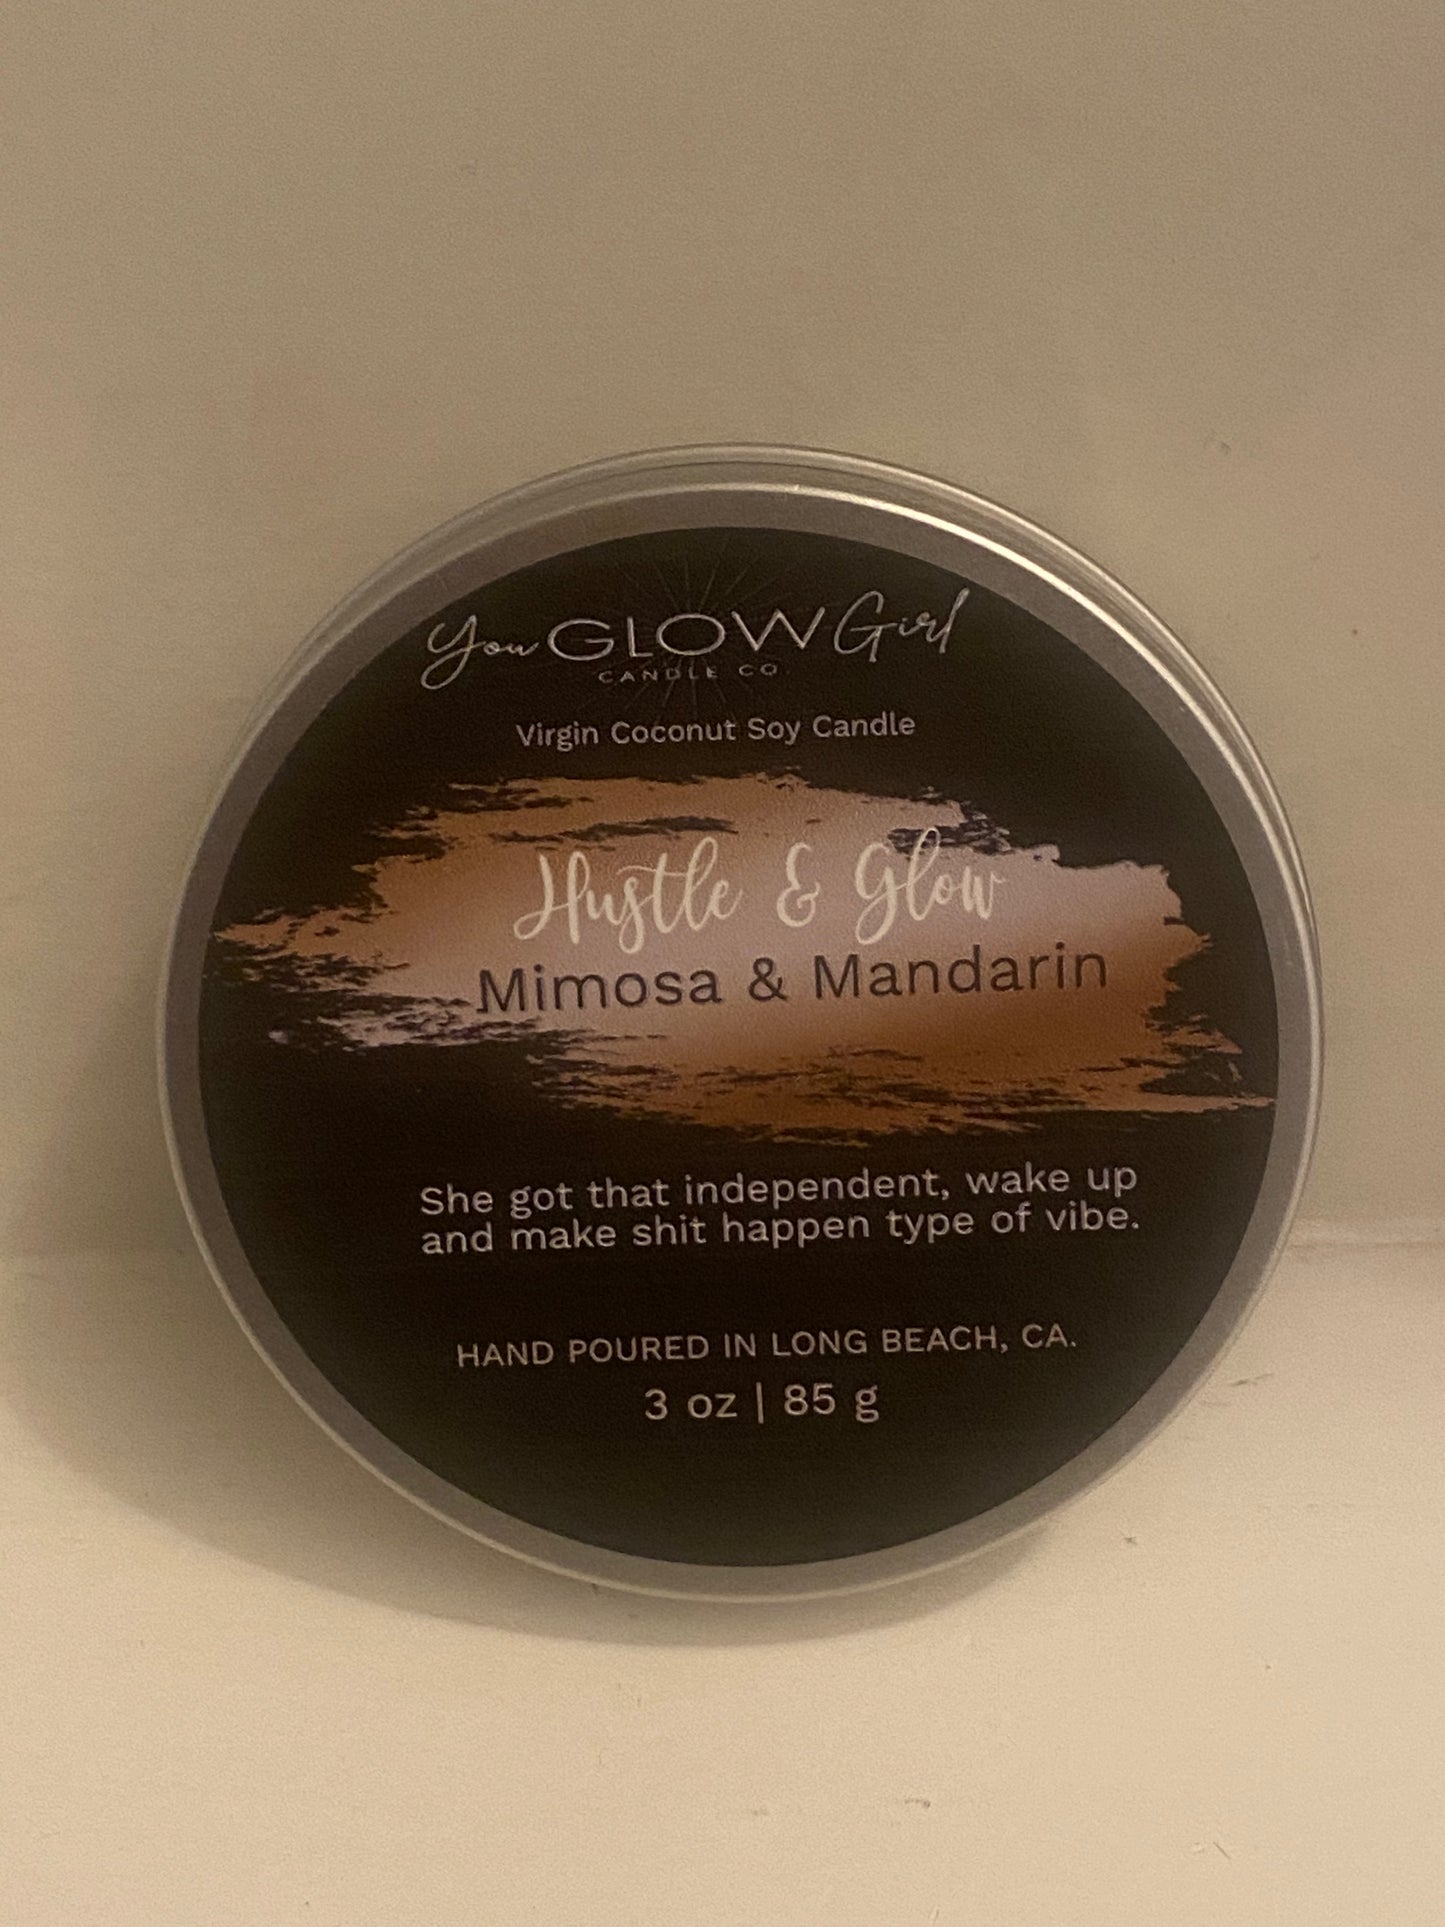 You GLOW Girl
CANDLE CO.
Virgin Coconut Soy Candle
Hustle & Glow
Mimosa & Mandarin
She got that independent, wake up
and make shit happen type of vibe.
HAND POURED IN LONG BEACH, CA.
3 oz | 85 g